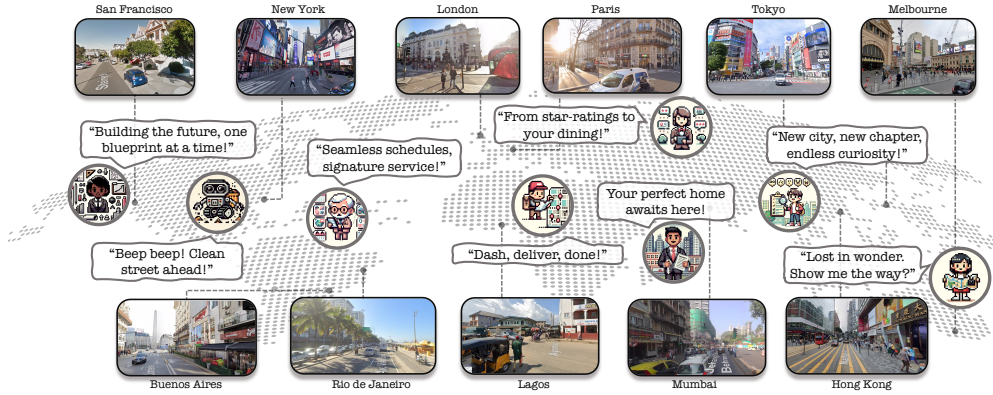 San Francisco
New York
London
Paris
Tokyo
Melbourne
“Building the future, one
blueprint at a time!”
“Seamless schedules,
signature service!”
“From star-ratings to
your dining!”
“New city, new chapter,
endless curiosity!”
Your perfect home
awaits here!
“Beep beep! Clean
street ahead!”
“Dash, deliver, done!”
“Lost in wonder.
Show me the way?”
Buenos Aires
Rio de Janeiro
Lagos
Mumbai
Hong Kong